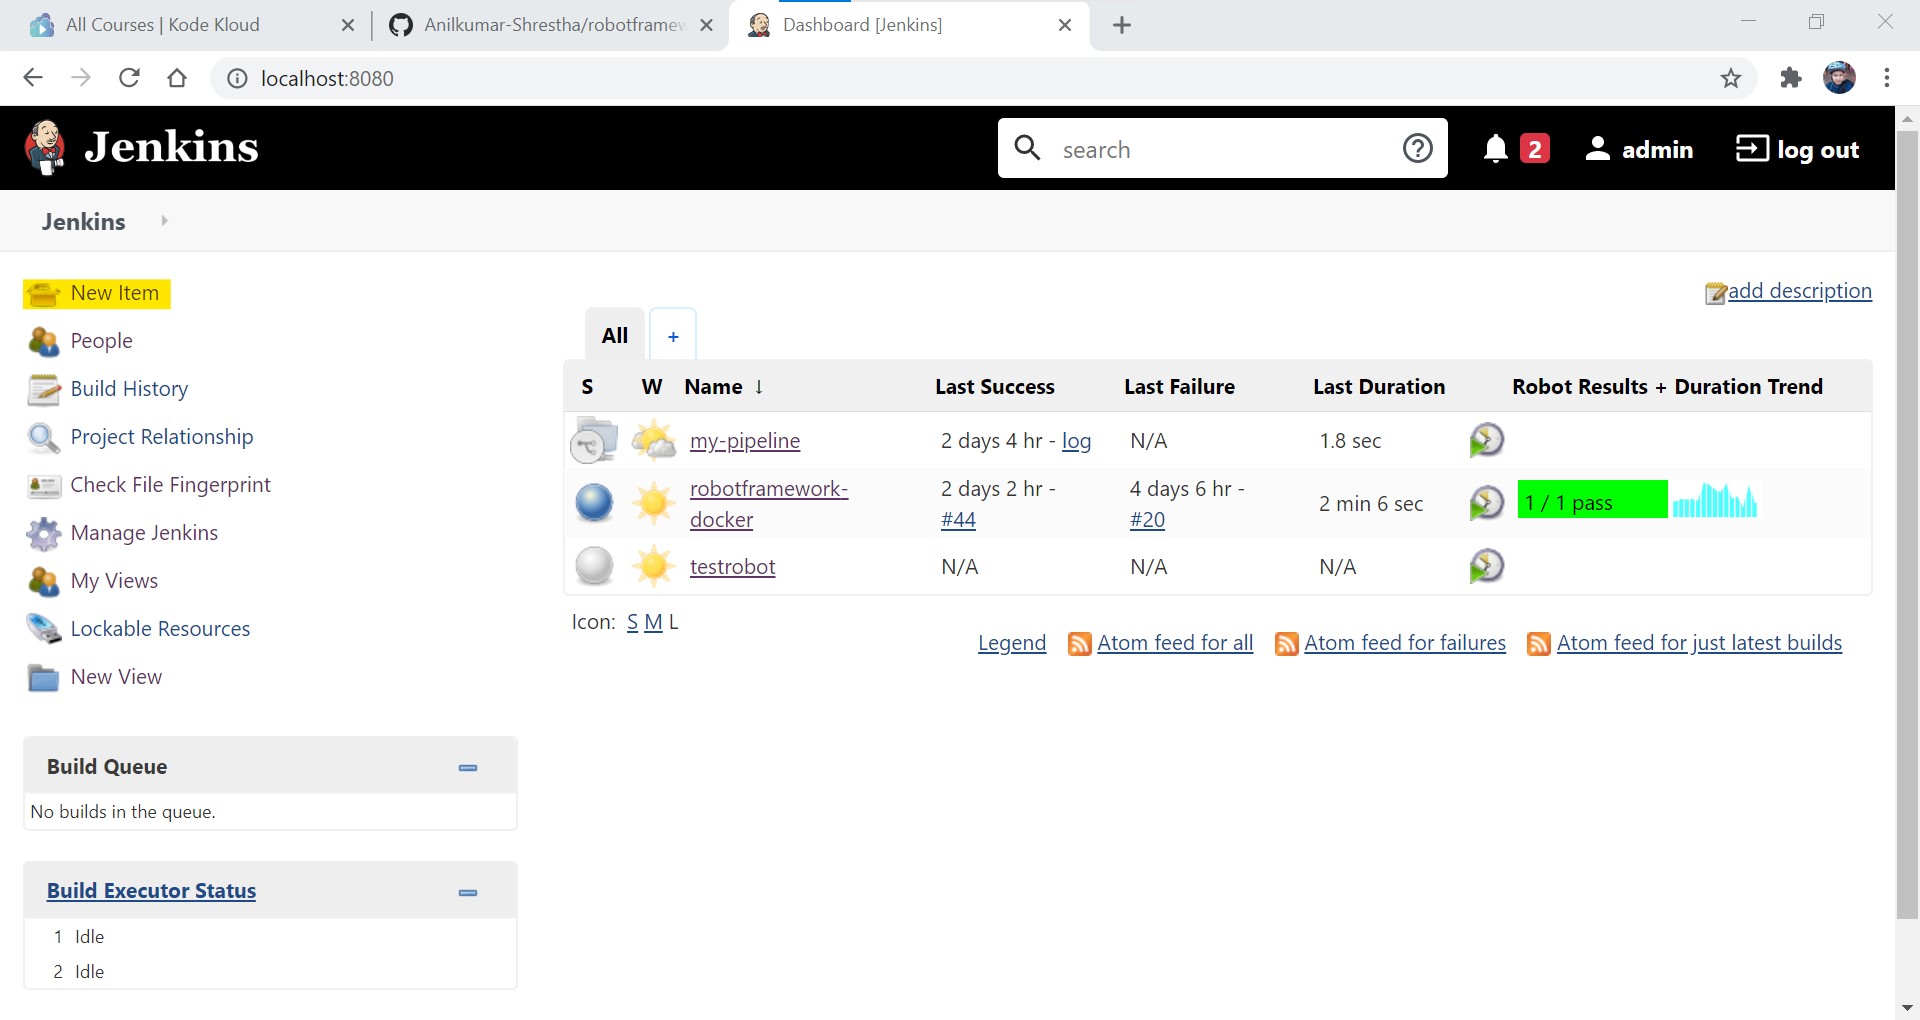 All Courses | Kode Kloud
Anilkumar-Shrestha/robotframew
Dashboard [Jenkins]
localhost:8080
Jenkins
search
2
admin
log out
Jenkins
New Item
People
Build History
Project Relationship
Check File Fingerprint
Manage Jenkins
My Views
Lockable Resources
New View
add description
All
+
S W Name ↓ Last Success Last Failure Last Duration Robot Results + Duration Trend
my-pipeline 2 days 4 hr - log N/A 1.8 sec
robotframework-docker 2 days 2 hr - #44 4 days 6 hr - #20 2 min 6 sec 1 / 1 pass
testrobot N/A N/A N/A
Icon: S M L
Legend Atom feed for all Atom feed for failures Atom feed for just latest builds
Build Queue
No builds in the queue.
Build Executor Status
1 Idle
2 Idle